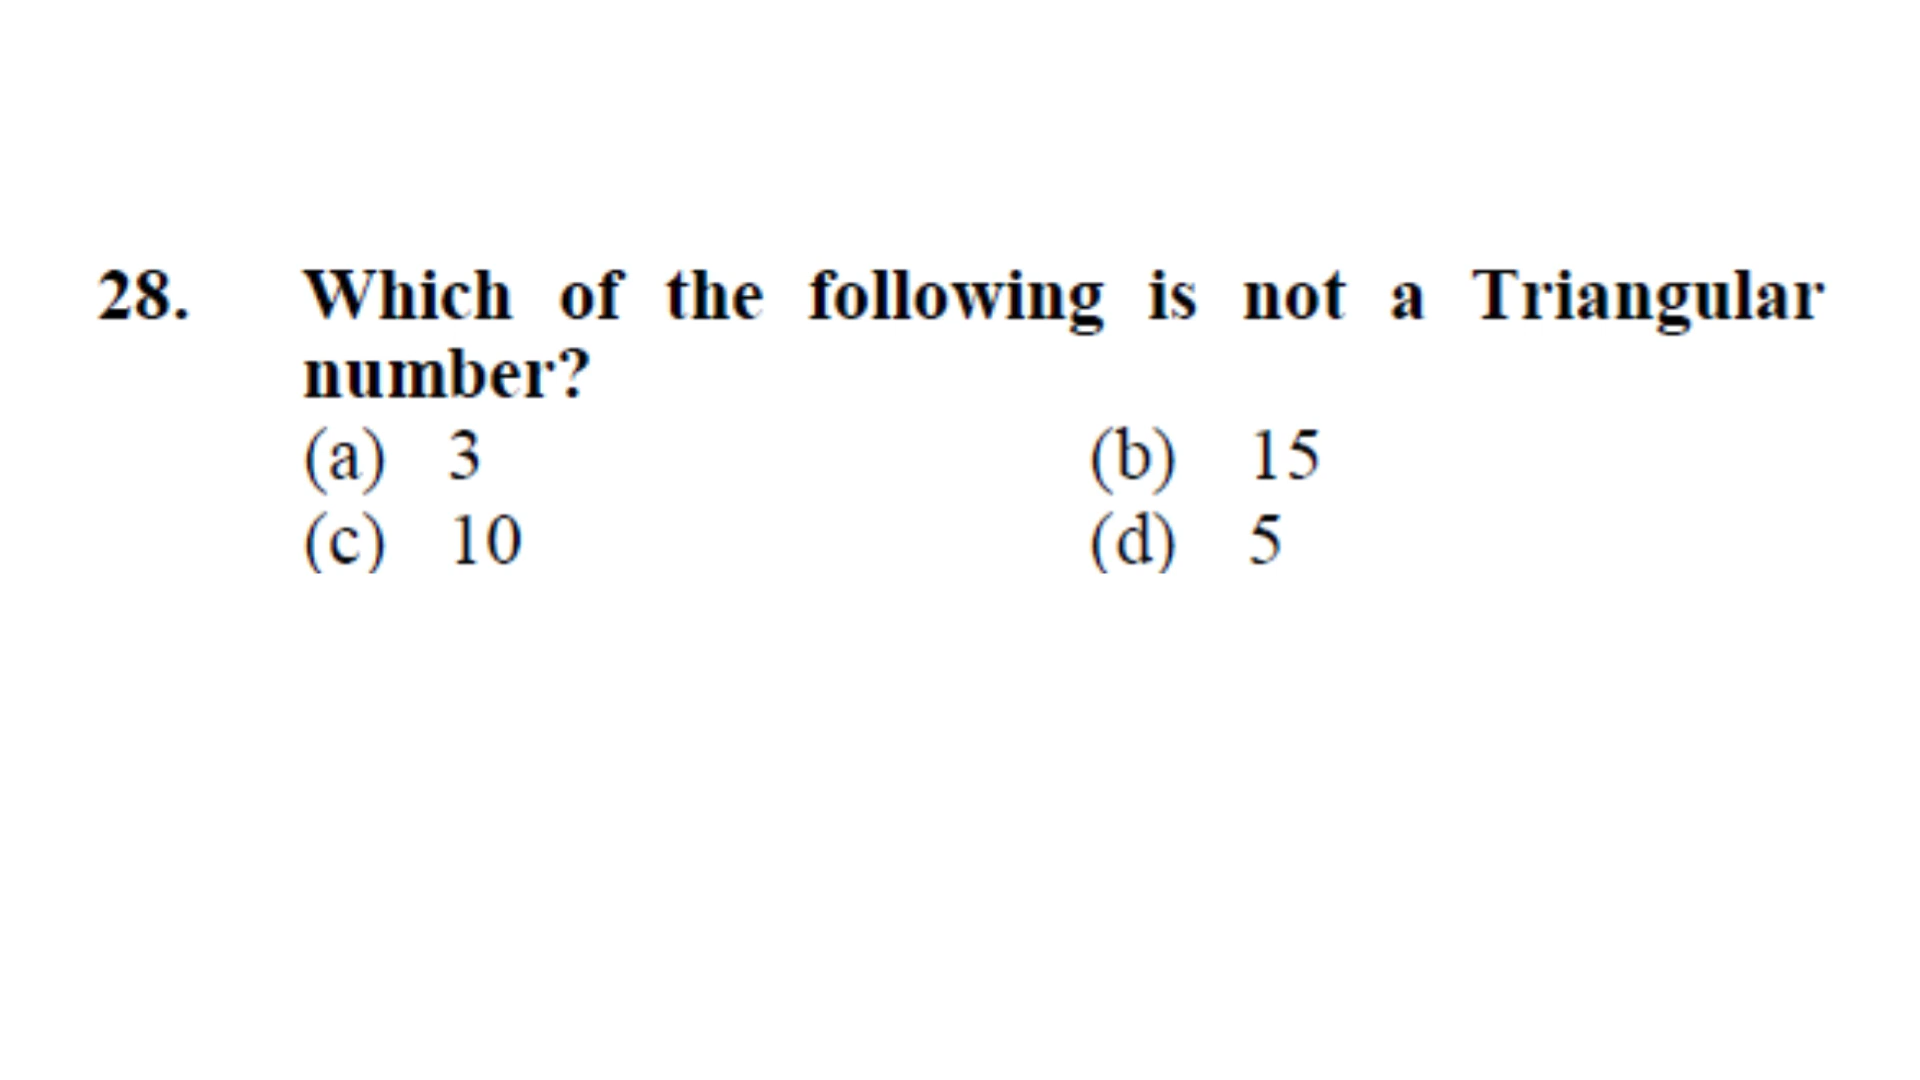 28. Which of the following is not a Triangular
number?
(a) 3 (b) 15
(c) 10 (d) 5